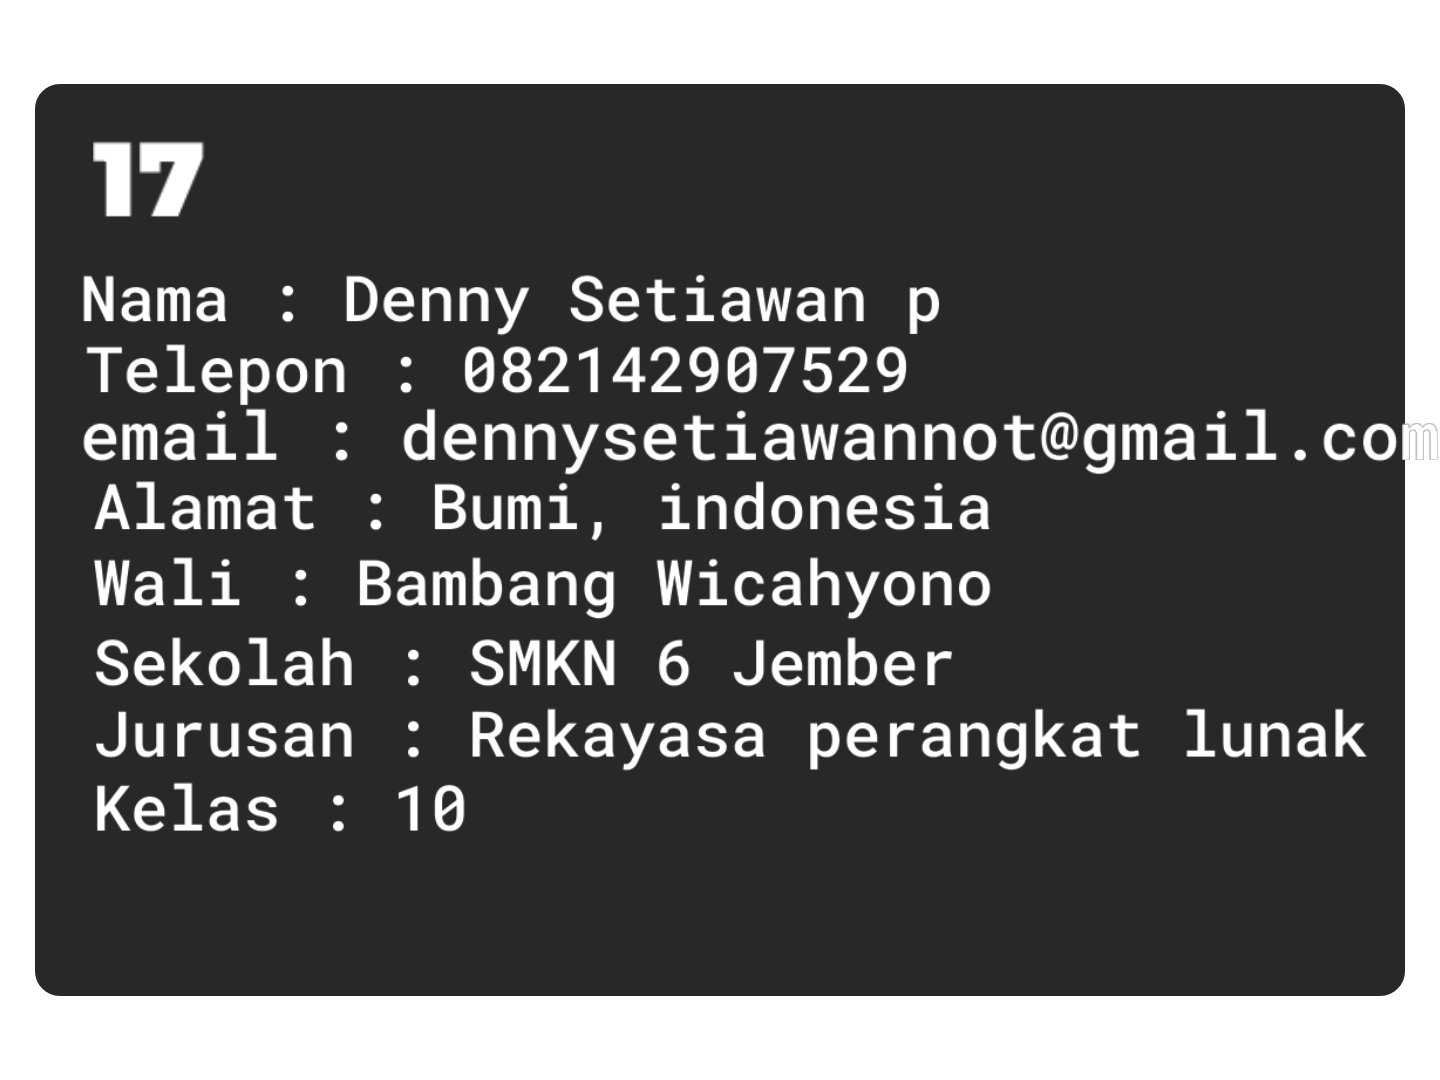 17
Nama : Denny Setiawan p
Telepon : 082142907529
email : dennysetiawannot@gmail.com
Alamat : Bumi, indonesia
Wali : Bambang Wicahyono
Sekolah : SMKN 6 Jember
Jurusan : Rekayasa perangkat lunak
Kelas : 10